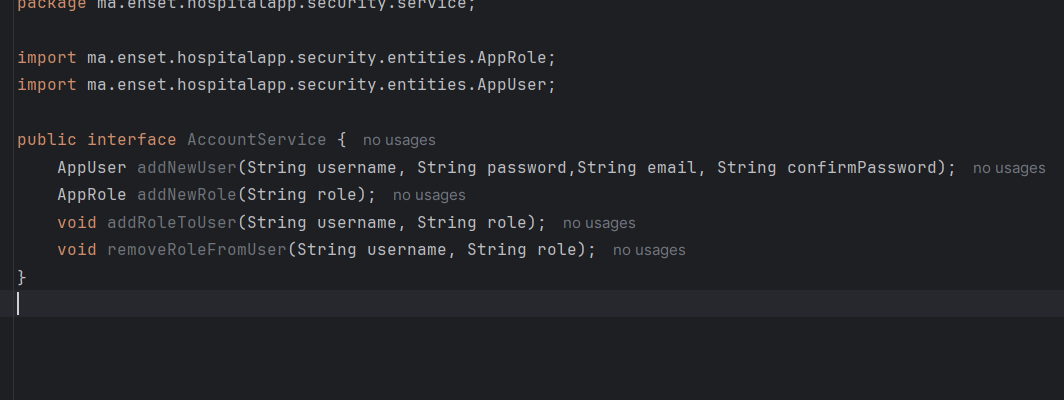 package ma.enset.hospitalapp.security.service;
import ma.enset.hospitalapp.security.entities.AppRole;
import ma.enset.hospitalapp.security.entities.AppUser;
public interface AccountService { no usages
AppUser addNewUser(String username, String password,String email, String confirmPassword); no usages
AppRole addNewRole(String role); no usages
void addRoleToUser(String username, String role); no usages
void removeRoleFromUser(String username, String role); no usages
}